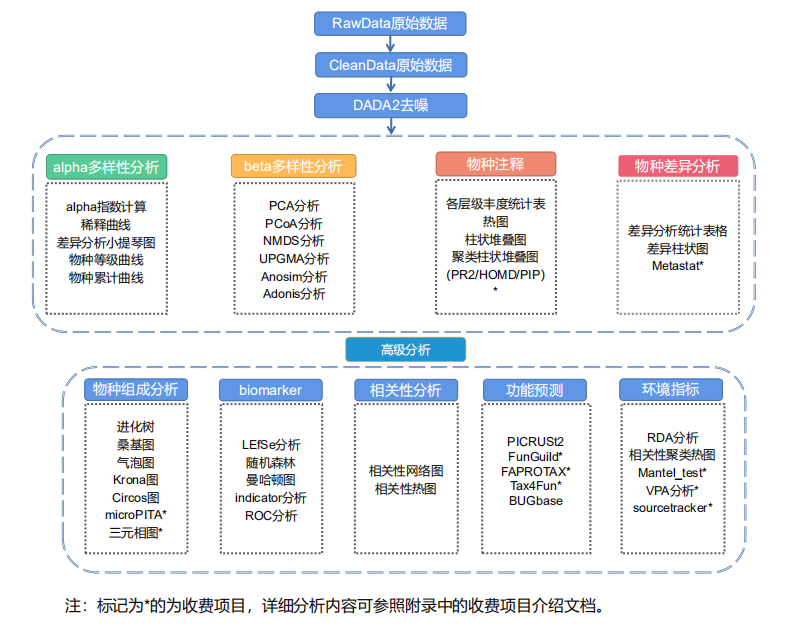 RawData原始数据
CleanData原始数据
DADA2去噪
alpha多样性分析
alpha指数计算
稀释曲线
差异分析小提琴图
物种等级曲线
物种累计曲线
beta多样性分析
PCA分析
PCoA分析
NMDS分析
UPGMA分析
Anosim分析
Adonis分析
物种注释
各层级丰度统计表
热图
柱状堆叠图
聚类柱状堆叠图
(PR2/HOMD/PIP)
*
物种差异分析
差异分析统计表格
差异柱状图
Metastat*
高级分析
物种组成分析
进化树
桑基图
气泡图
Krona图
Circos图
microPITA*
三元相图*
biomarker
LEfSe分析
随机森林
曼哈顿图
indicator分析
ROC分析
相关性分析
相关性网络图
相关性热图
功能预测
PICRUSt2
FunGuild*
FAPROTAX*
Tax4Fun*
BUGbase
环境指标
RDA分析
相关性聚类热图
Mantel_test*
VPA分析*
sourcetracker*
注：标记为*的为收费项目，详细分析内容可参照附录中的收费项目介绍文档。